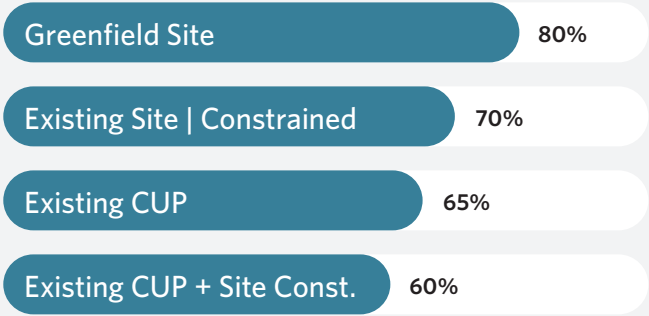 Greenfield Site 80%
Existing Site | Constrained 70%
Existing CUP 65%
Existing CUP + Site Const. 60%